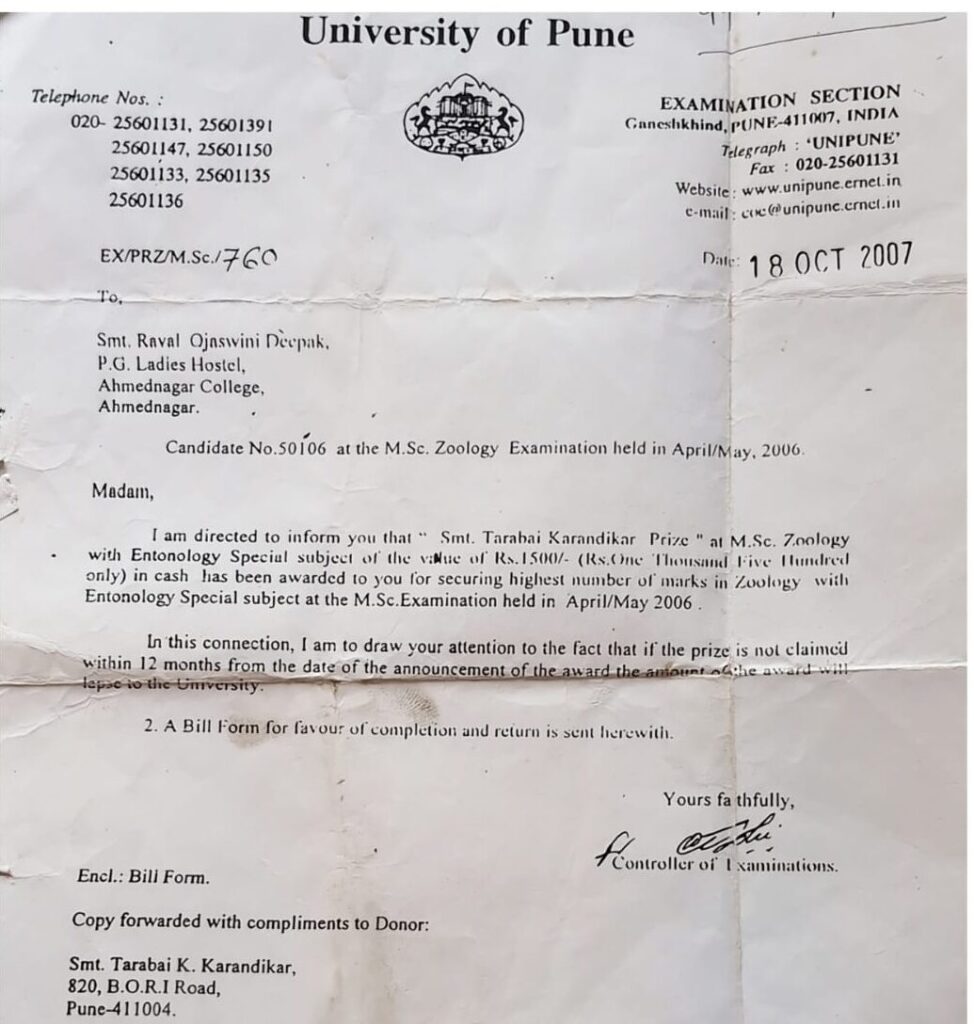 University of Pune
Telephone Nos. :
020- 25601131, 25601391
25601147, 25601150
25601133, 25601135
25601136
EXAMINATION SECTION
Ganeshkhind, PUNE-411007, INDIA
Telegraph : 'UNIPUNE'
Fax : 020-25601131
Website : www.unipune.ernet.in
e-mail : coe@unipune.ernet.in
EX/PRZ/M.Sc./760
Date: 18 OCT 2007
To,
Smt. Raval Ojaswini Deepak,
P.G. Ladies Hostel,
Ahmednagar College,
Ahmednagar.
Candidate No.50106 at the M.Sc. Zoology Examination held in April/May, 2006.
Madam,
I am directed to inform you that " Smt. Tarabai Karandikar Prize " at M.Sc. Zoology
with Entonology Special subject of the value of Rs.1500/- (Rs.One Thousand Five Hundred
only) in cash has been awarded to you for securing highest number of marks in Zoology with
Entonology Special subject at the M.Sc.Examination held in April/May 2006 .
In this connection, I am to draw your attention to the fact that if the prize is not claimed
within 12 months from the date of the announcement of the award the amount of the award will
lapse to the University.
2. A Bill Form for favour of completion and return is sent herewith.
Yours faithfully,
Controller of Examinations.
Encl.: Bill Form.
Copy forwarded with compliments to Donor:
Smt. Tarabai K. Karandikar,
820, B.O.R.I Road,
Pune-411004.